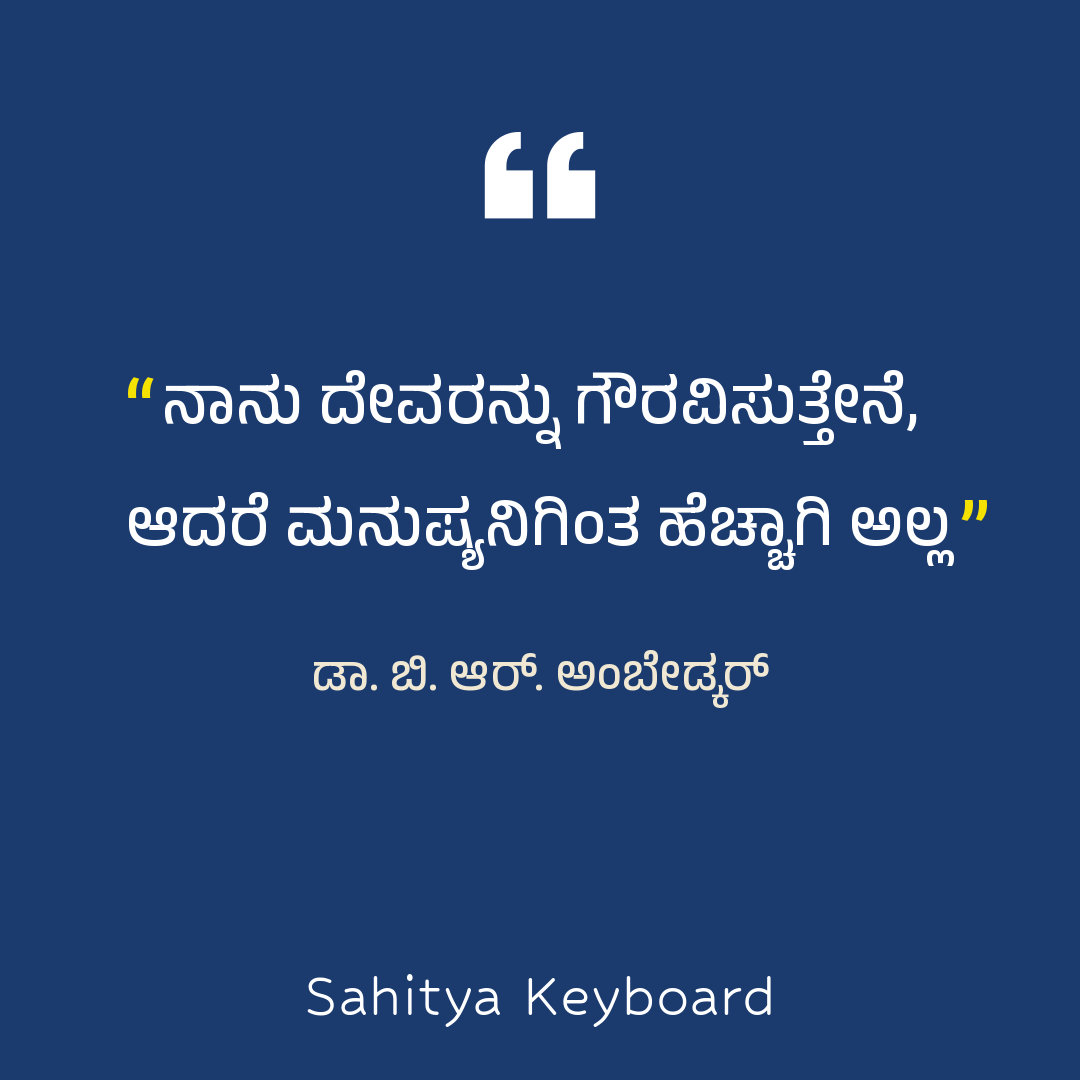 “ನಾನು ದೇವರನ್ನು ಗೌರವಿಸುತ್ತೇನೆ,
ಆದರೆ ಮನುಷ್ಯನಿಗಿಂತ ಹೆಚ್ಚಾಗಿ ಅಲ್ಲ”
ಡಾ. ಬಿ. ಆರ್. ಅಂಬೇಡ್ಕರ್
Sahitya Keyboard